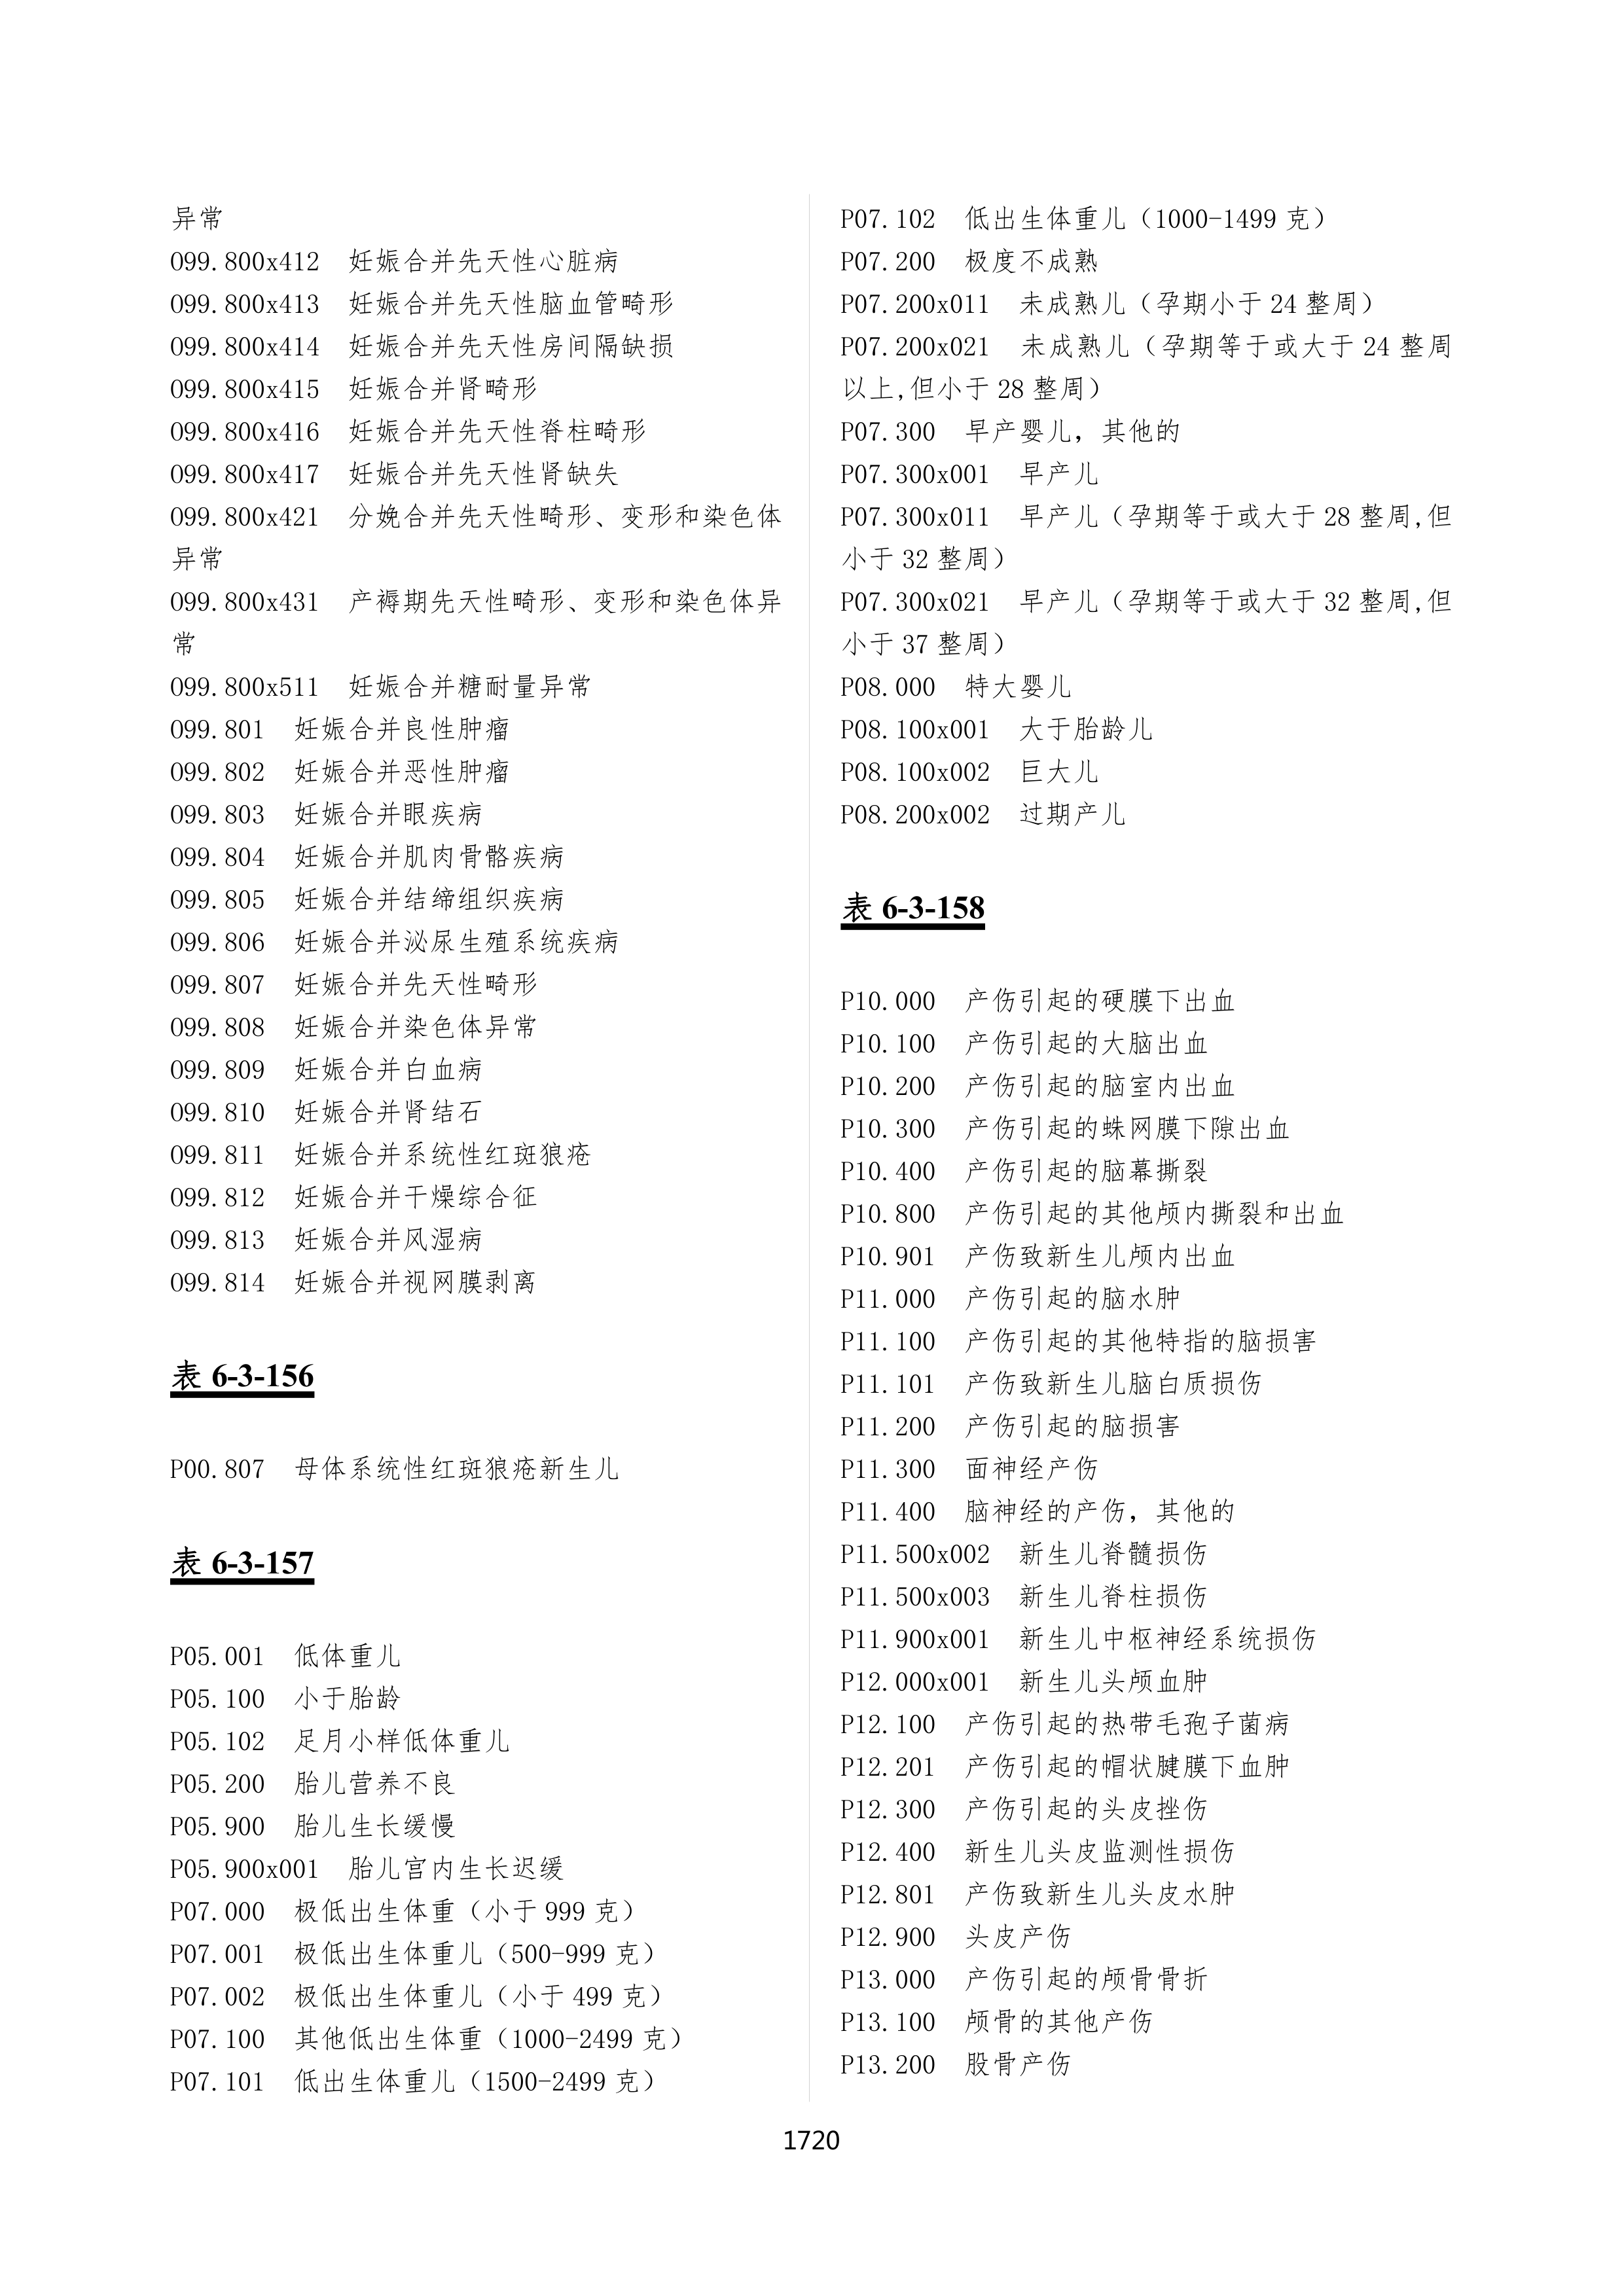 异常
O99.800x412 妊娠合并先天性心脏病
O99.800x413 妊娠合并先天性脑血管畸形
O99.800x414 妊娠合并先天性房间隔缺损
O99.800x415 妊娠合并肾畸形
O99.800x416 妊娠合并先天性脊柱畸形
O99.800x417 妊娠合并先天性肾缺失
O99.800x421 分娩合并先天性畸形、变形和染色体
异常
O99.800x431 产褥期先天性畸形、变形和染色体异
常
O99.800x511 妊娠合并糖耐量异常
O99.801 妊娠合并良性肿瘤
O99.802 妊娠合并恶性肿瘤
O99.803 妊娠合并眼疾病
O99.804 妊娠合并肌肉骨骼疾病
O99.805 妊娠合并结缔组织疾病
O99.806 妊娠合并泌尿生殖系统疾病
O99.807 妊娠合并先天性畸形
O99.808 妊娠合并染色体异常
O99.809 妊娠合并白血病
O99.810 妊娠合并肾结石
O99.811 妊娠合并系统性红斑狼疮
O99.812 妊娠合并干燥综合征
O99.813 妊娠合并风湿病
O99.814 妊娠合并视网膜剥离
表 6-3-156
P00.807 母体系统性红斑狼疮新生儿
表 6-3-157
P05.001 低体重儿
P05.100 小于胎龄
P05.102 足月小样低体重儿
P05.200 胎儿营养不良
P05.900 胎儿生长缓慢
P05.900x001 胎儿宫内生长迟缓
P07.000 极低出生体重（小于 999 克）
P07.001 极低出生体重儿（500-999 克）
P07.002 极低出生体重儿（小于 499 克）
P07.100 其他低出生体重（1000-2499 克）
P07.101 低出生体重儿（1500-2499 克）
P07.102 低出生体重儿（1000-1499 克）
P07.200 极度不成熟
P07.200x011 未成熟儿（孕期小于 24 整周）
P07.200x021 未成熟儿（孕期等于或大于 24 整周
以上,但小于 28 整周）
P07.300 早产婴儿，其他的
P07.300x001 早产儿
P07.300x011 早产儿（孕期等于或大于 28 整周,但
小于 32 整周）
P07.300x021 早产儿（孕期等于或大于 32 整周,但
小于 37 整周）
P08.000 特大婴儿
P08.100x001 大于胎龄儿
P08.100x002 巨大儿
P08.200x002 过期产儿
表 6-3-158
P10.000 产伤引起的硬膜下出血
P10.100 产伤引起的大脑出血
P10.200 产伤引起的脑室内出血
P10.300 产伤引起的蛛网膜下隙出血
P10.400 产伤引起的脑幕撕裂
P10.800 产伤引起的其他颅内撕裂和出血
P10.901 产伤致新生儿颅内出血
P11.000 产伤引起的脑水肿
P11.100 产伤引起的其他特指的脑损害
P11.101 产伤致新生儿脑白质损伤
P11.200 产伤引起的脑损害
P11.300 面神经产伤
P11.400 脑神经的产伤，其他的
P11.500x002 新生儿脊髓损伤
P11.500x003 新生儿脊柱损伤
P11.900x001 新生儿中枢神经系统损伤
P12.000x001 新生儿头颅血肿
P12.100 产伤引起的热带毛孢子菌病
P12.201 产伤引起的帽状腱膜下血肿
P12.300 产伤引起的头皮挫伤
P12.400 新生儿头皮监测性损伤
P12.801 产伤致新生儿头皮水肿
P12.900 头皮产伤
P13.000 产伤引起的颅骨骨折
P13.100 颅骨的其他产伤
P13.200 股骨产伤
1720